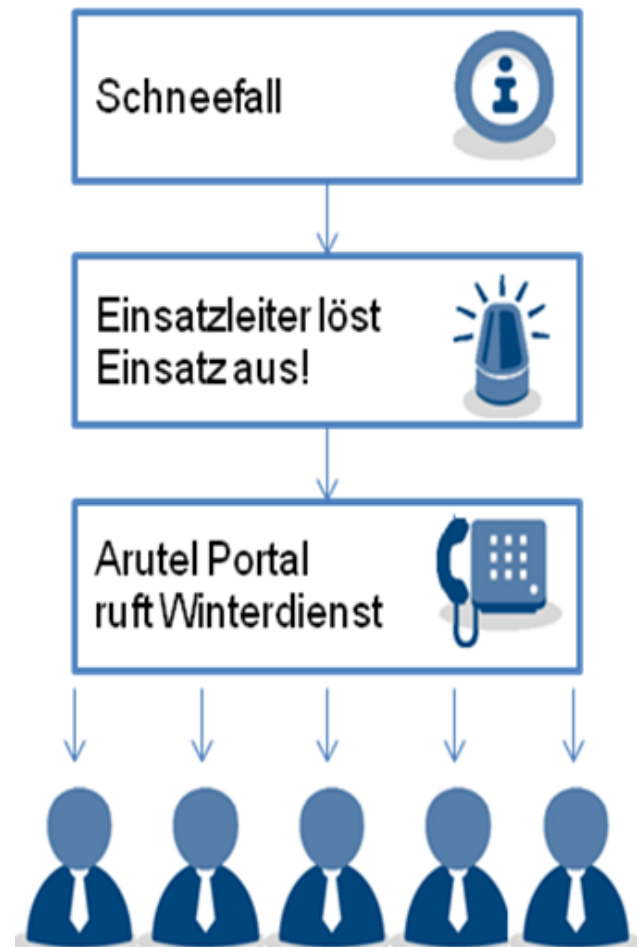 Schneefall
Einsatzleiter löst
Einsatz aus!
Arutel Portal
ruft Winterdienst